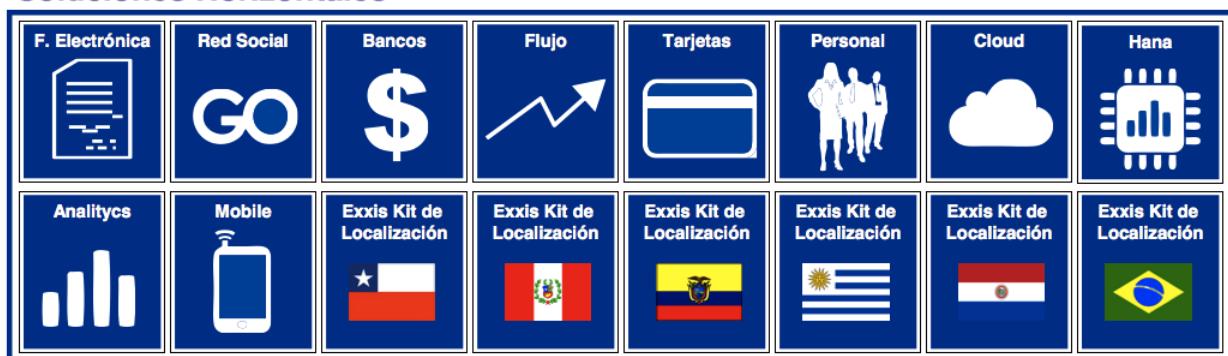 F. Electrónica
Red Social
Bancos
Flujo
Tarjetas
Personal
Cloud
Hana
GO
$
Analitycs
Mobile
Exxis Kit de
Localización
Exxis Kit de
Localización
Exxis Kit de
Localización
Exxis Kit de
Localización
Exxis Kit de
Localización
Exxis Kit de
Localización